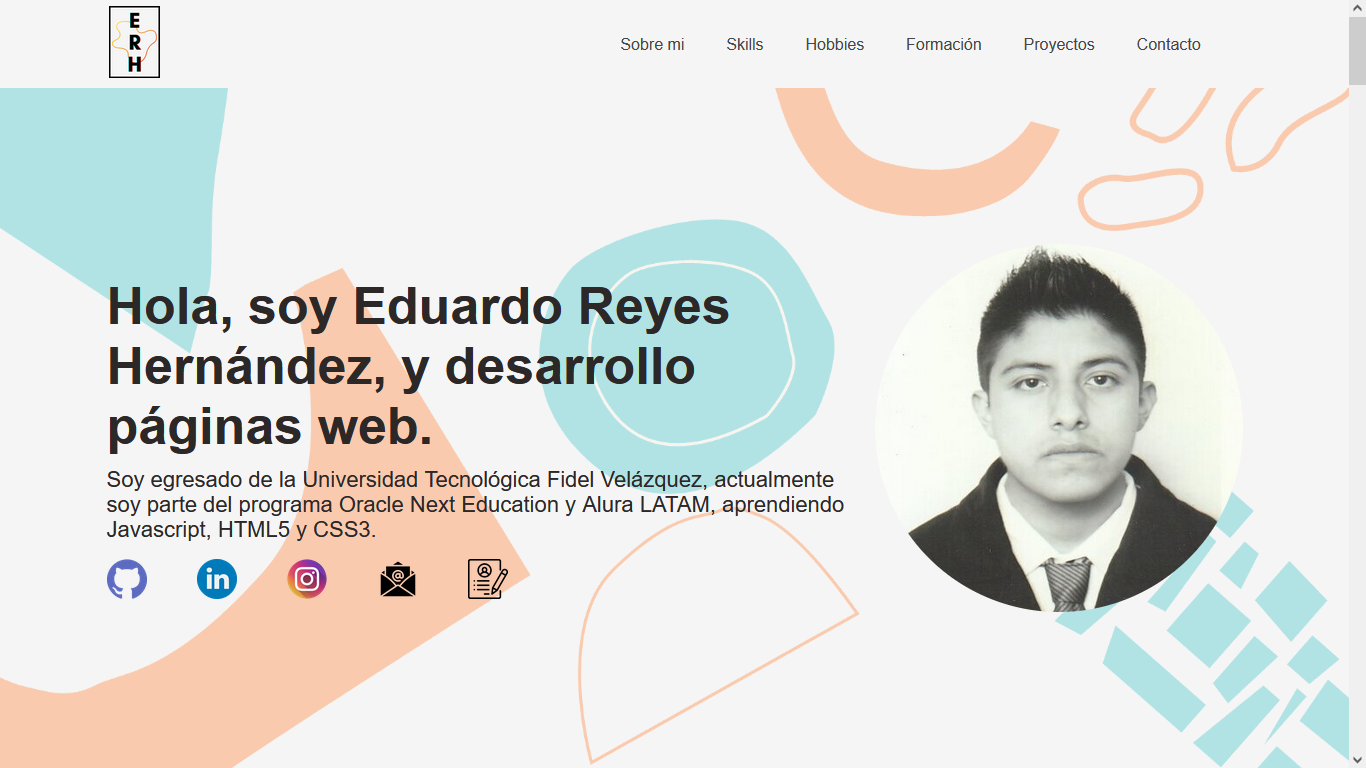 E
R
H
Sobre mi
Skills
Hobbies
Formación
Proyectos
Contacto
Hola, soy Eduardo Reyes
Hernández, y desarrollo
páginas web.
Soy egresado de la Universidad Tecnológica Fidel Velázquez, actualmente
soy parte del programa Oracle Next Education y Alura LATAM, aprendiendo
Javascript, HTML5 y CSS3.
in
@